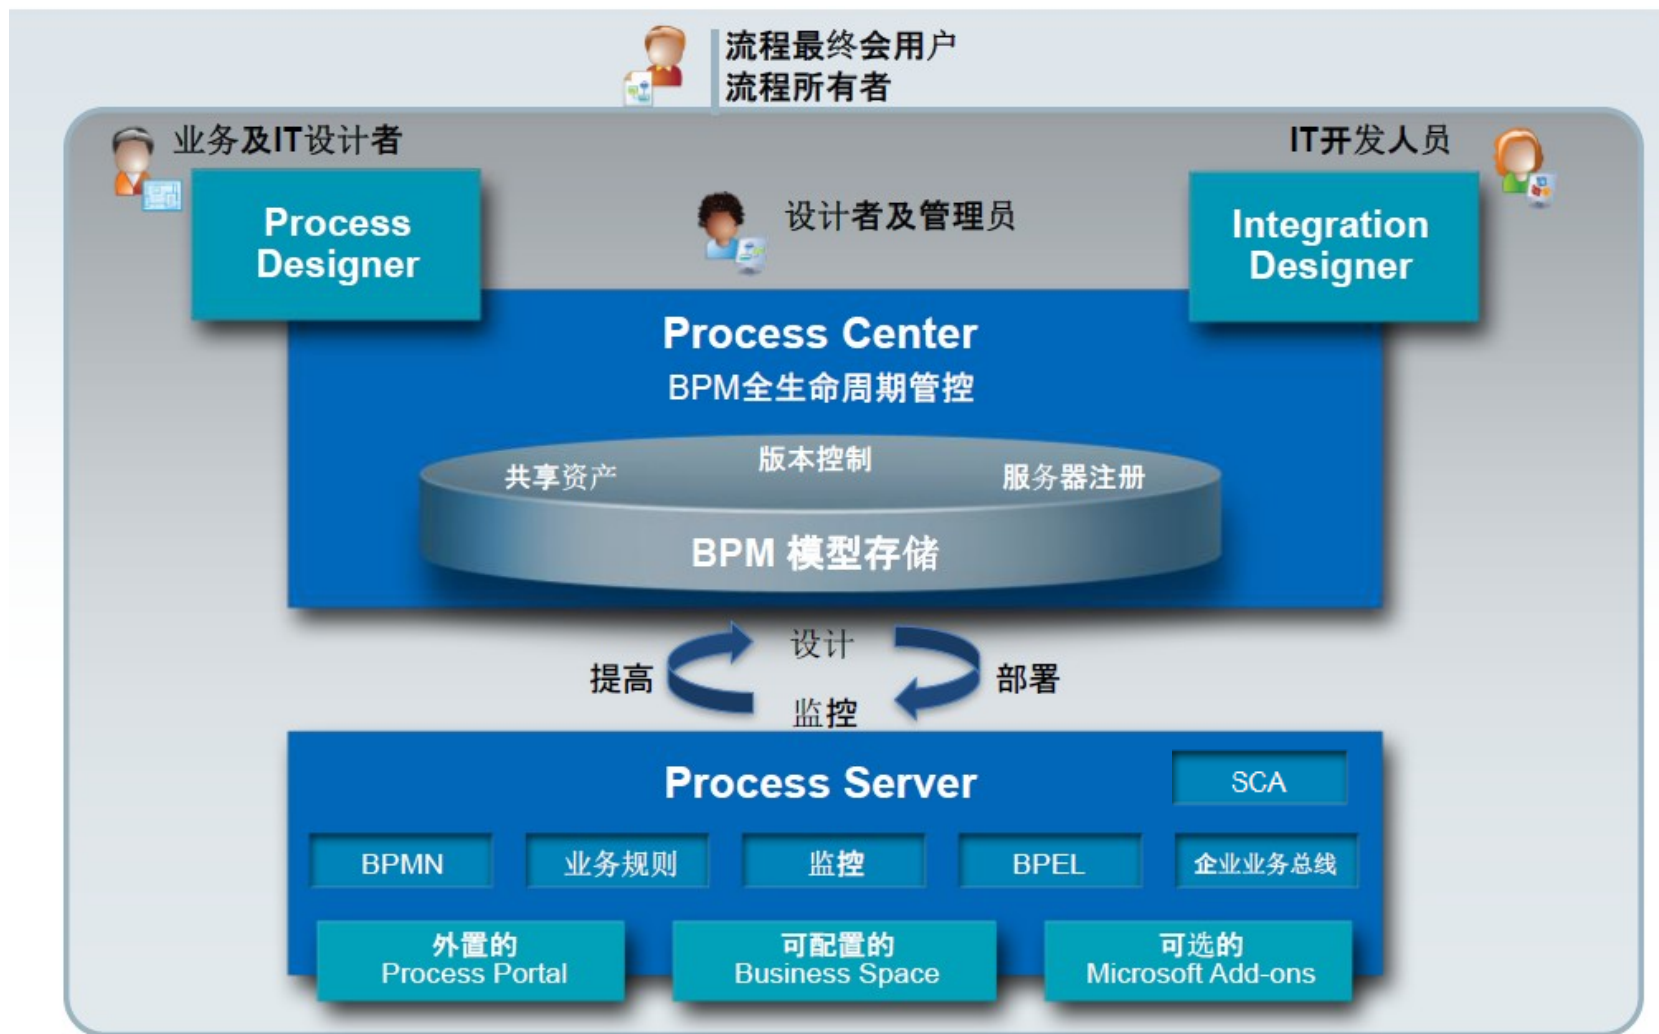 流程最终会用户
流程所有者
业务及IT设计者
IT开发人员
Process
Designer
设计者及管理员
Integration
Designer
Process Center
BPM全生命周期管控
共享资产
版本控制
服务器注册
BPM 模型存储
设计
提高
部署
监控
Process Server
SCA
BPMN
业务规则
监控
BPEL
企业业务总线
外置的
Process Portal
可配置的
Business Space
可选的
Microsoft Add-ons